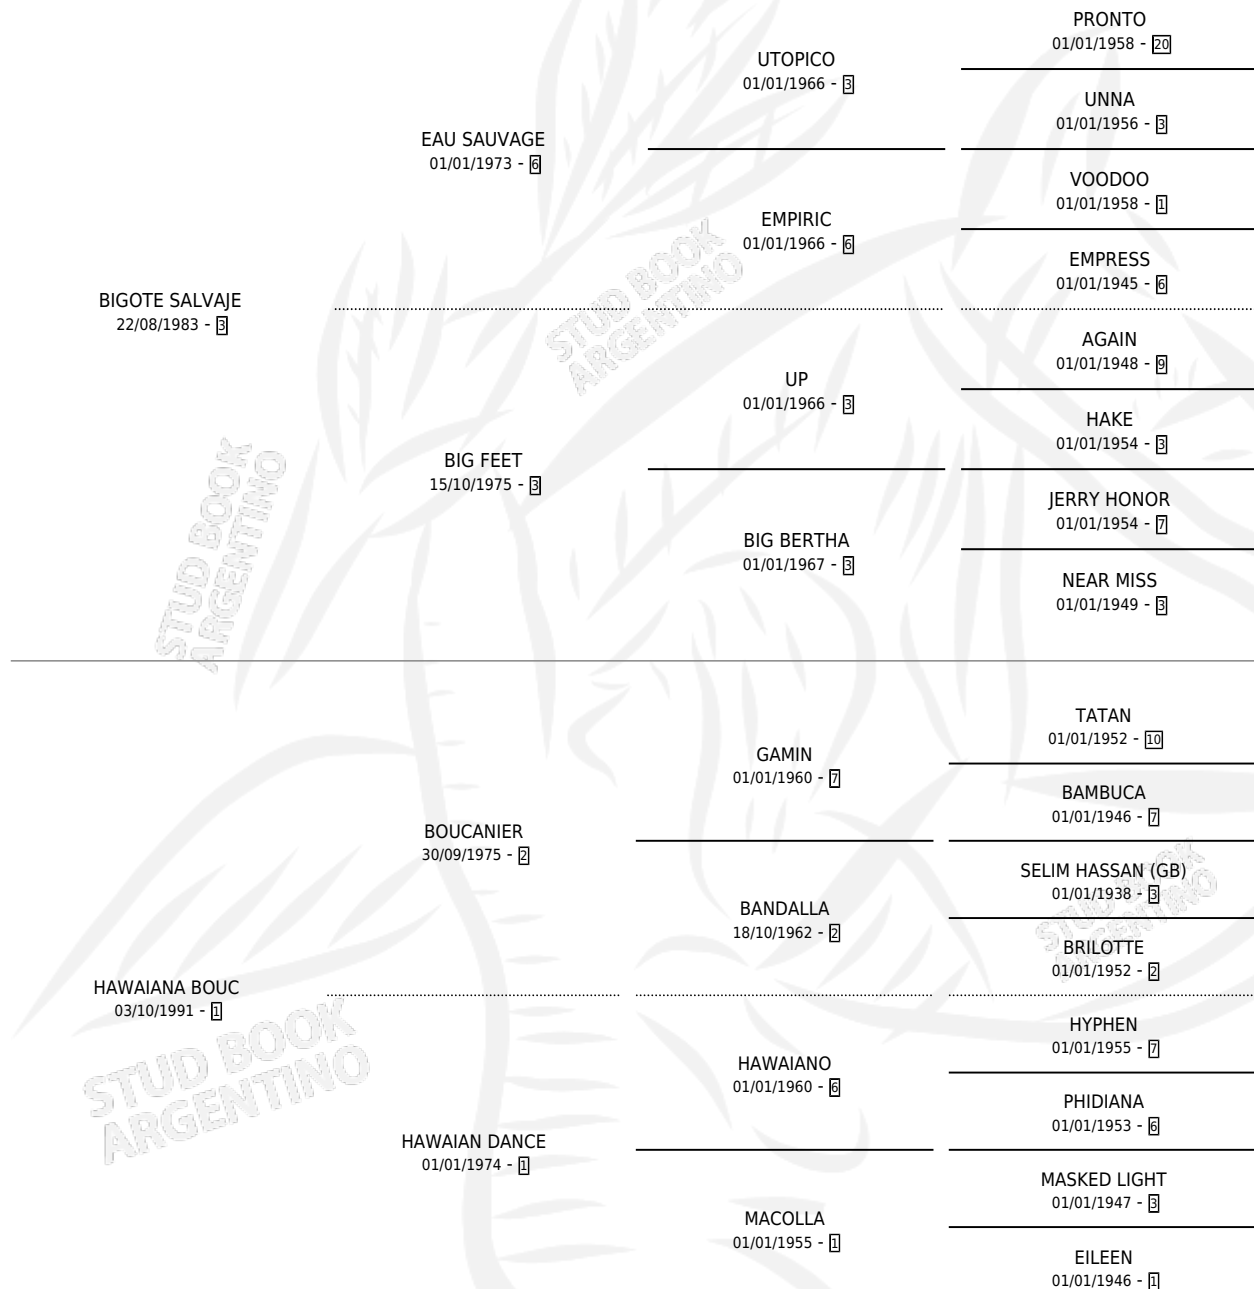 PRONTO
01/01/1958 - 20
UTOPICO
01/01/1966 - 3
UNNA
01/01/1956 - 3
EAU SAUVAGE
01/01/1973 - 6
VOODOO
01/01/1958 - 1
EMPIRIC
01/01/1966 - 6
EMPRESS
01/01/1945 - 6
BIGOTE SALVAJE
22/08/1983 - 3
AGAIN
01/01/1948 - 9
UP
01/01/1966 - 3
HAKE
01/01/1954 - 3
BIG FEET
15/10/1975 - 3
JERRY HONOR
01/01/1954 - 7
BIG BERTHA
01/01/1967 - 3
NEAR MISS
01/01/1949 - 3
TATAN
01/01/1952 - 10
GAMIN
01/01/1960 - 7
BAMBUCA
01/01/1946 - 7
BOUCANIER
30/09/1975 - 2
SELIM HASSAN (GB)
01/01/1938 - 3
BANDALLA
18/10/1962 - 2
BRILOTTE
01/01/1952 - 2
HAWAIANA BOUC
03/10/1991 - 1
HYPHEN
01/01/1955 - 7
HAWAIANO
01/01/1960 - 6
PHIDIANA
01/01/1953 - 6
HAWAIAN DANCE
01/01/1974 - 1
MASKED LIGHT
01/01/1947 - 3
MACOLLA
01/01/1955 - 1
EILEEN
01/01/1946 - 1
STUD BOOK
ARGENTINO
STUD BOOK
ARGENTINO
STUD BOOK
ARGENTINO
STUD BOOK
ARGENTINO